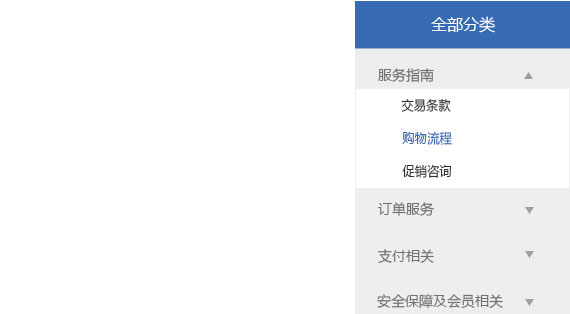 全部分类
服务指南
交易条款
购物流程
促销咨询
订单服务
支付相关
安全保障及会员相关